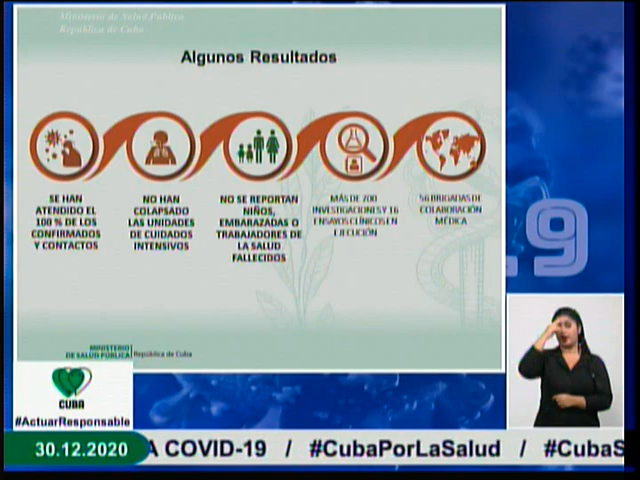 Ministerio de Salud Pública
República de Cuba
Algunos Resultados
SE HAN
ATENDIDO EL
100 % DE LOS
CONFIRMADOS
Y CONTACTOS
NO HAN
COLAPSADO
LAS UNIDADES
DE CUIDADOS
INTENSIVOS
NO SE REPORTAN
NIÑOS,
EMBARAZADAS O
TRABAJADORES DE
LA SALUD
FALLECIDOS
MÁS DE 700
INVESTIGACIONES Y 16
ENSAYOS CLÍNICOS EN
EJECUCIÓN
56 BRIGADAS DE
COLABORACIÓN
MÉDICA
19
MINISTERIO
DE SALUD PÚBLICA
República de Cuba
CUBA
#ActuarResponsable
30.12.2020
A COVID-19 / #CubaPorLaSalud / #CubaS